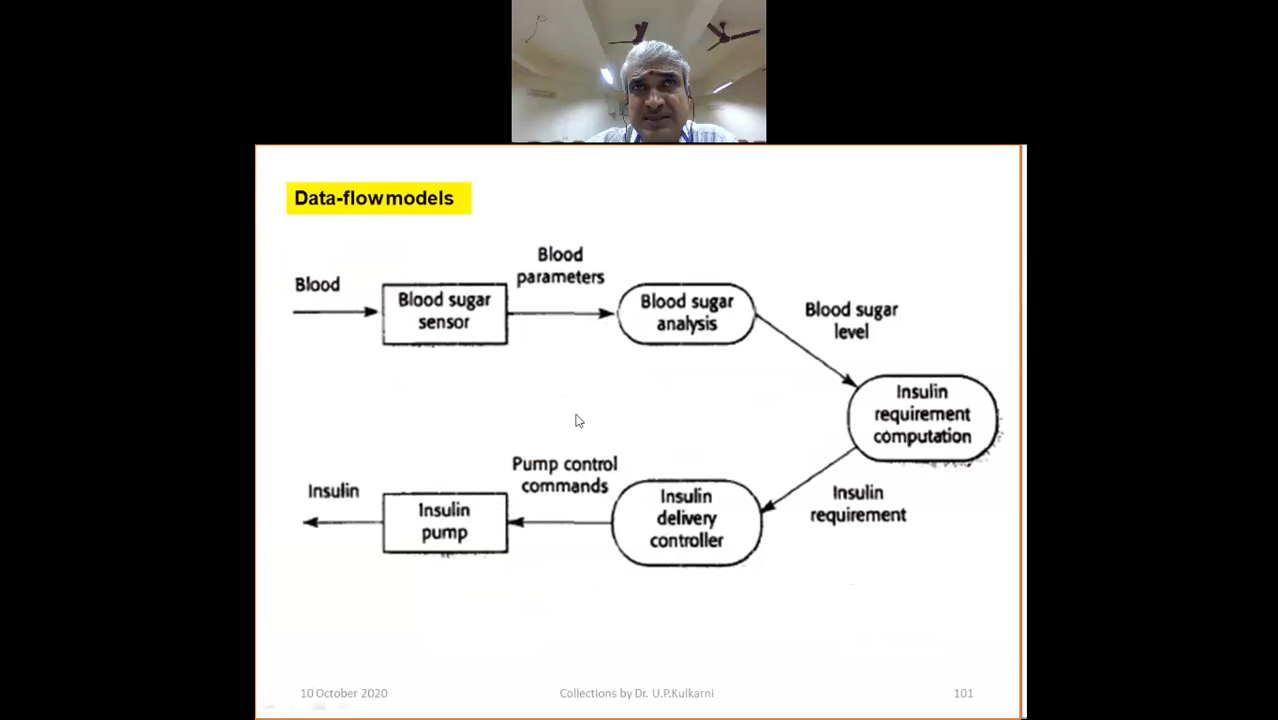 Data-flow models
Blood
Blood sugar
sensor
Blood
parameters
Blood sugar
analysis
Blood sugar
level
Insulin
requirement
computation
Insulin
requirement
Insulin
delivery
controller
Pump control
commands
Insulin
pump
Insulin
10 October 2020
Collections by Dr. U.P.Kulkarni
101